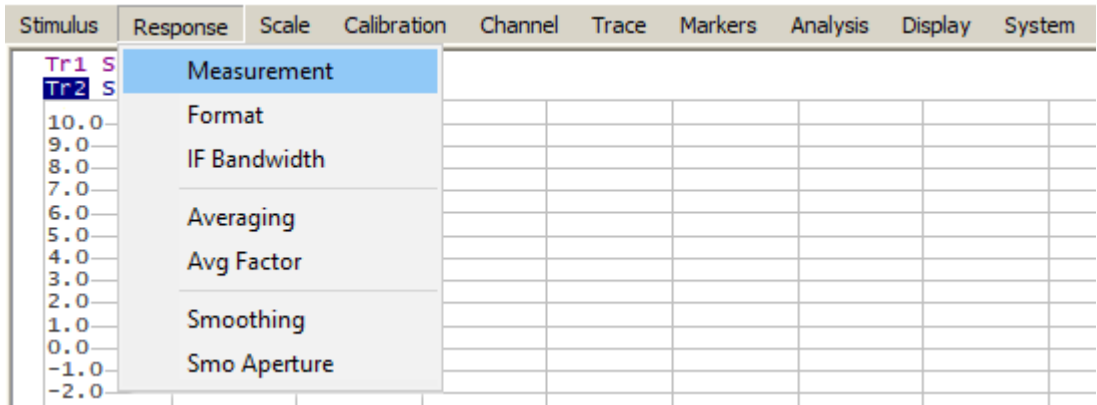 Stimulus Response Scale Calibration Channel Trace Markers Analysis Display System
Tr1 S
Tr2 S
Measurement
Format
IF Bandwidth
Averaging
Avg Factor
Smoothing
Smo Aperture
10.0
9.0
8.0
7.0
6.0
5.0
4.0
3.0
2.0
1.0
0.0
-1.0
-2.0